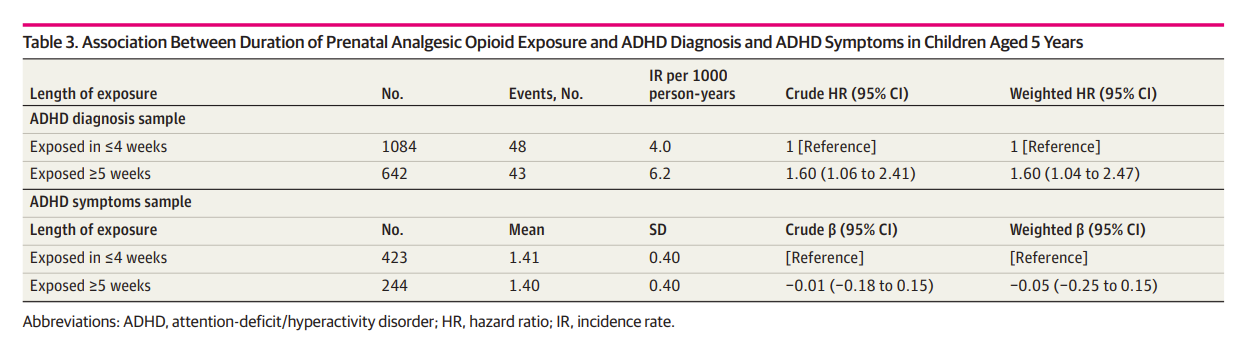 Table 3. Association Between Duration of Prenatal Analgesic Opioid Exposure and ADHD Diagnosis and ADHD Symptoms in Children Aged 5 Years
Length of exposure No. Events, No. IR per 1000 person-years Crude HR (95% CI) Weighted HR (95% CI)
ADHD diagnosis sample
Exposed in ≤4 weeks 1084 48 4.0 1 [Reference] 1 [Reference]
Exposed ≥5 weeks 642 43 6.2 1.60 (1.06 to 2.41) 1.60 (1.04 to 2.47)
ADHD symptoms sample
Length of exposure No. Mean SD Crude β (95% CI) Weighted β (95% CI)
Exposed in ≤4 weeks 423 1.41 0.40 [Reference] [Reference]
Exposed ≥5 weeks 244 1.40 0.40 −0.01 (−0.18 to 0.15) −0.05 (−0.25 to 0.15)
Abbreviations: ADHD, attention-deficit/hyperactivity disorder; HR, hazard ratio; IR, incidence rate.